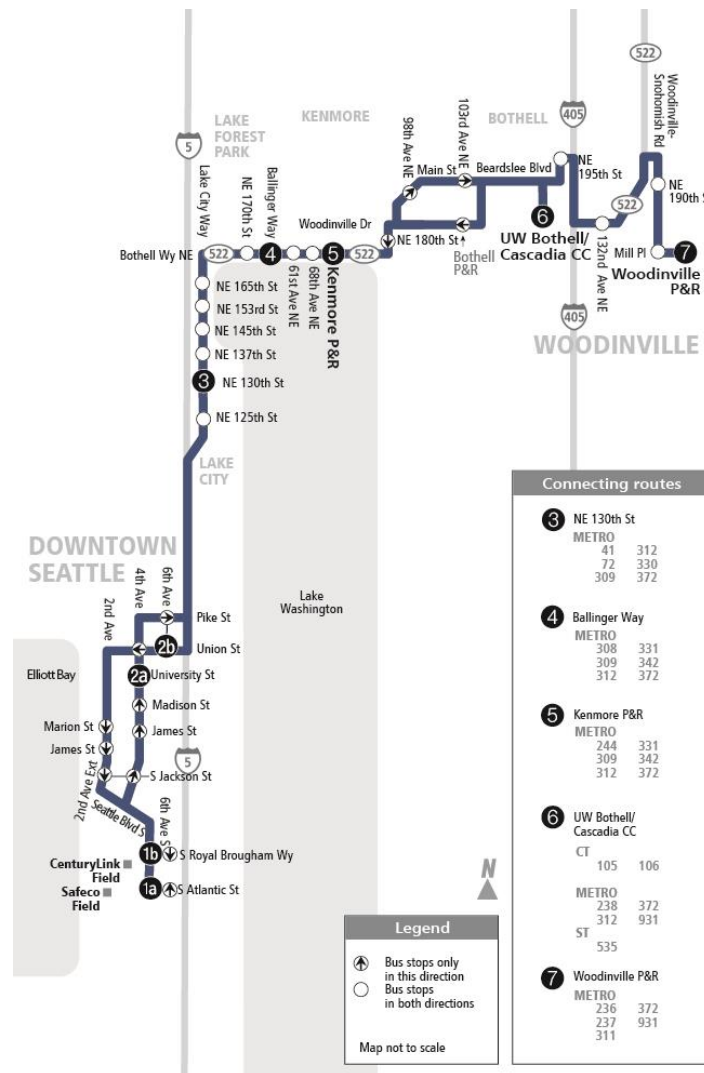 522
Woodinville-
Snohomish Rd
LAKE
FOREST
PARK
KENMORE
BOTHELL
405
5
98th Ave NE
103rd Ave NE
Main St
Beardslee Blvd
NE
195th St
522
NE
190th S
Lake City Way
NE 170th St
Ballinger Way
Woodinville Dr
NE 180th St
Bothell
P&R
6
UW Bothell/
Cascadia CC
132nd Ave NE
Mill Pl
7
Woodinville
P&R
Bothell Wy NE
522
4
5
522
61st Ave NE
68th Ave NE
Kenmore P&R
NE 165th St
NE 153rd St
NE 145th St
NE 137th St
3
NE 130th St
NE 125th St
405
WOODINVILLE
LAKE
CITY
DOWNTOWN
SEATTLE
2nd Ave
4th Ave
6th Ave
Pike St
2b
Union St
Lake
Washington
Elliott Bay
2a
University St
Madison St
Marion St
James St
James St
5
2nd Ave Ext
S Jackson St
Seattle Blvd S
6th Ave S
1b
S Royal Brougham Wy
CenturyLink
Field
1a
S Atlantic St
Safeco
Field
N
Legend
Bus stops only
in this direction
Bus stops
in both directions
Map not to scale
Connecting routes
3 NE 130th St
METRO
41 312
72 330
309 372
4 Ballinger Way
METRO
308 331
309 342
312 372
5 Kenmore P&R
METRO
244 331
309 342
312 372
6 UW Bothell/
Cascadia CC
CT
105 106
METRO
238 372
312 931
ST
535
7 Woodinville P&R
METRO
236 372
237 931
311